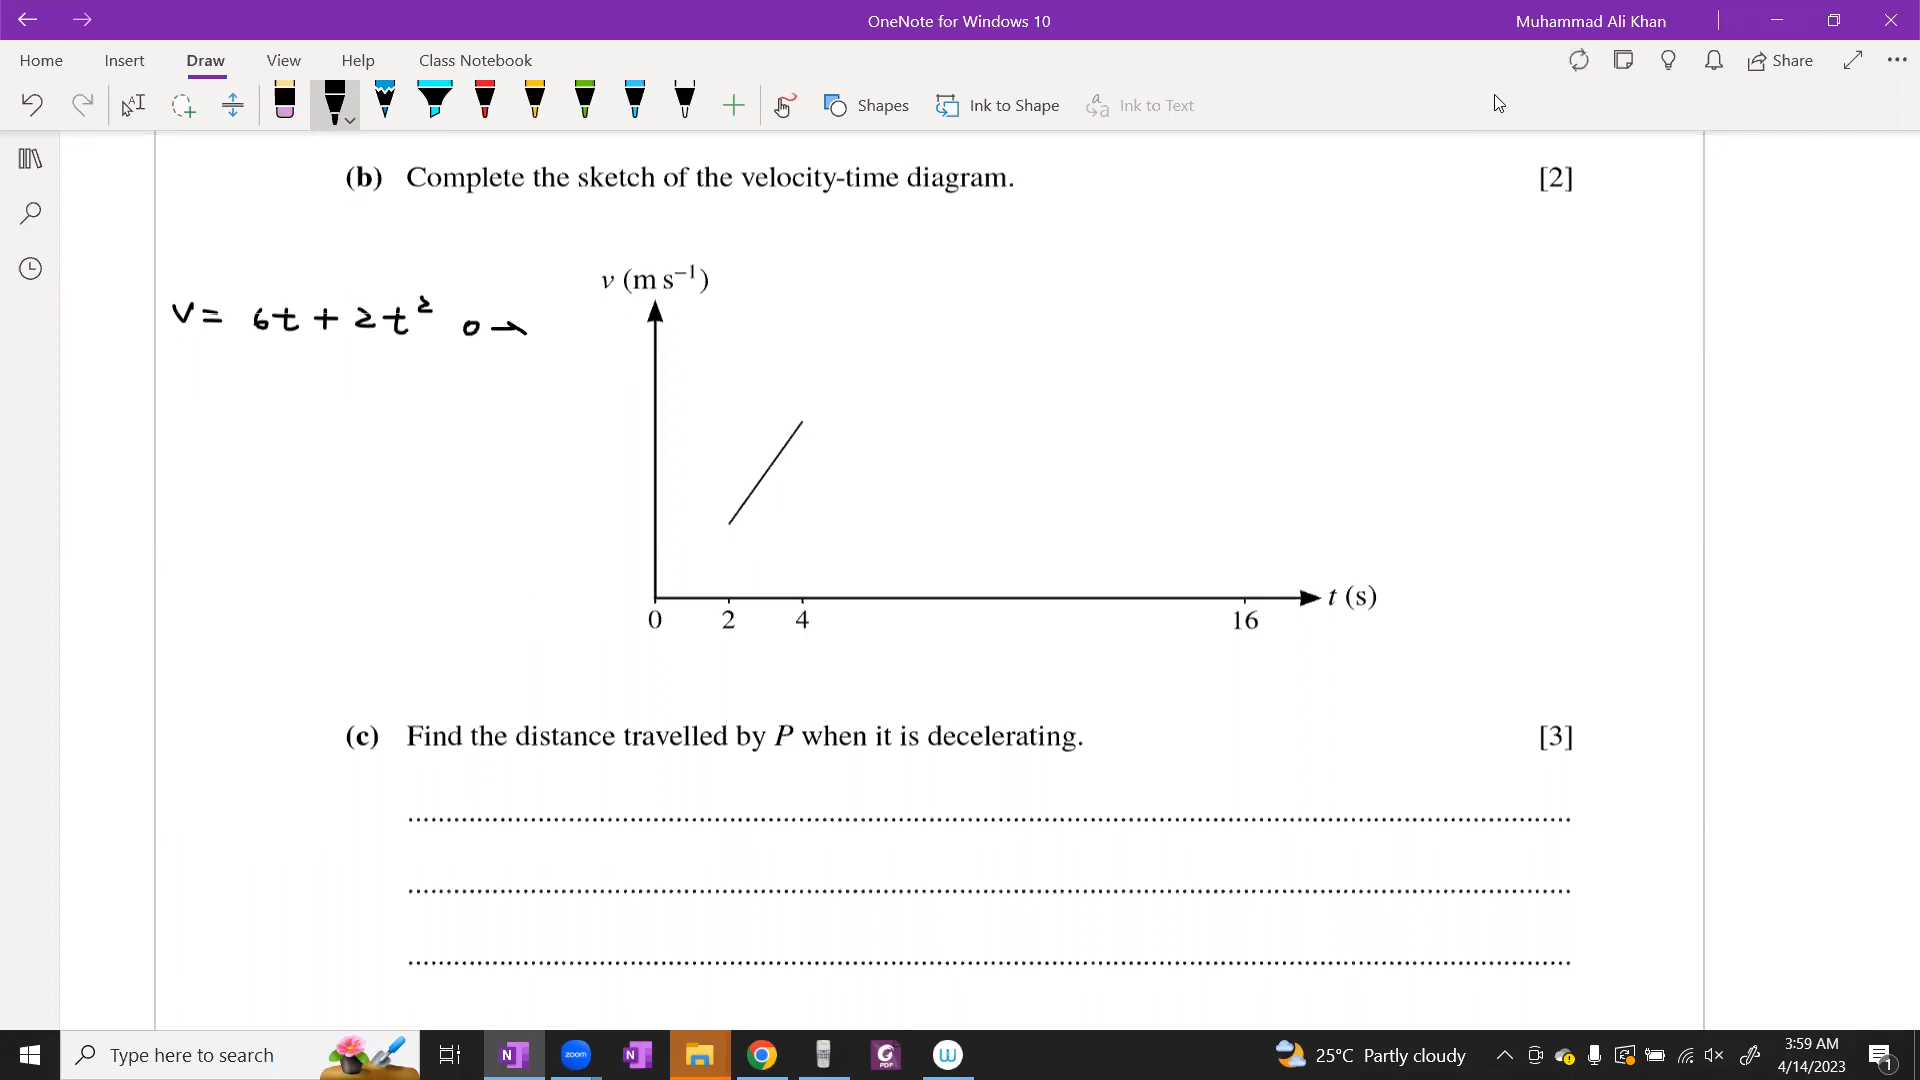 OneNote for Windows 10
Muhammad Ali Khan
Home Insert Draw View Help Class Notebook
Share
Shapes Ink to Shape Ink to Text
(b) Complete the sketch of the velocity-time diagram. [2]
v (m s⁻¹)
v = 6t + 2t² 0 →
t (s)
0 2 4 16
(c) Find the distance travelled by P when it is decelerating. [3]
Type here to search
zoom
25°C Partly cloudy
3:59 AM
4/14/2023
1